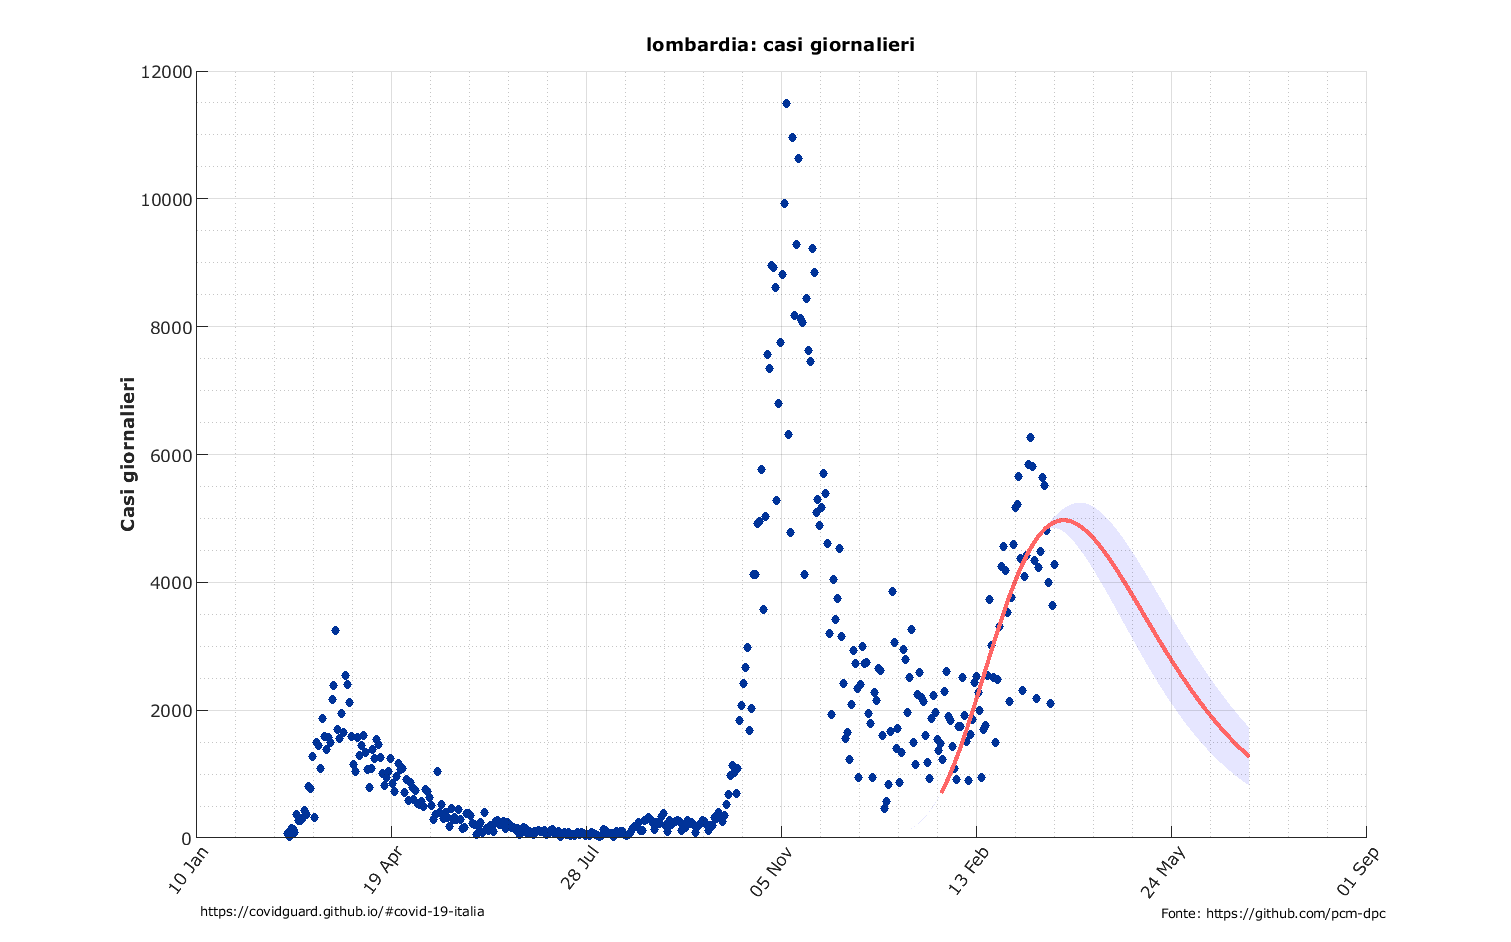 lombardia: casi giornalieri
12000
10000
8000
6000
4000
2000
0
Casi giornalieri
10 Jan
19 Apr
28 Jul
05 Nov
13 Feb
24 May
01 Sep
https://covidguard.github.io/#covid-19-italia
Fonte: https://github.com/pcm-dpc